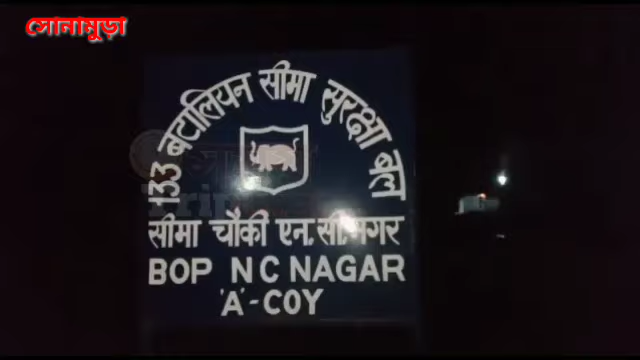 সোনামুড়া
133 बटालियन सीमा सुरक्षा बल
सीमा चौकी एन.सी.नगर
BOP N C NAGAR
'A'-COY